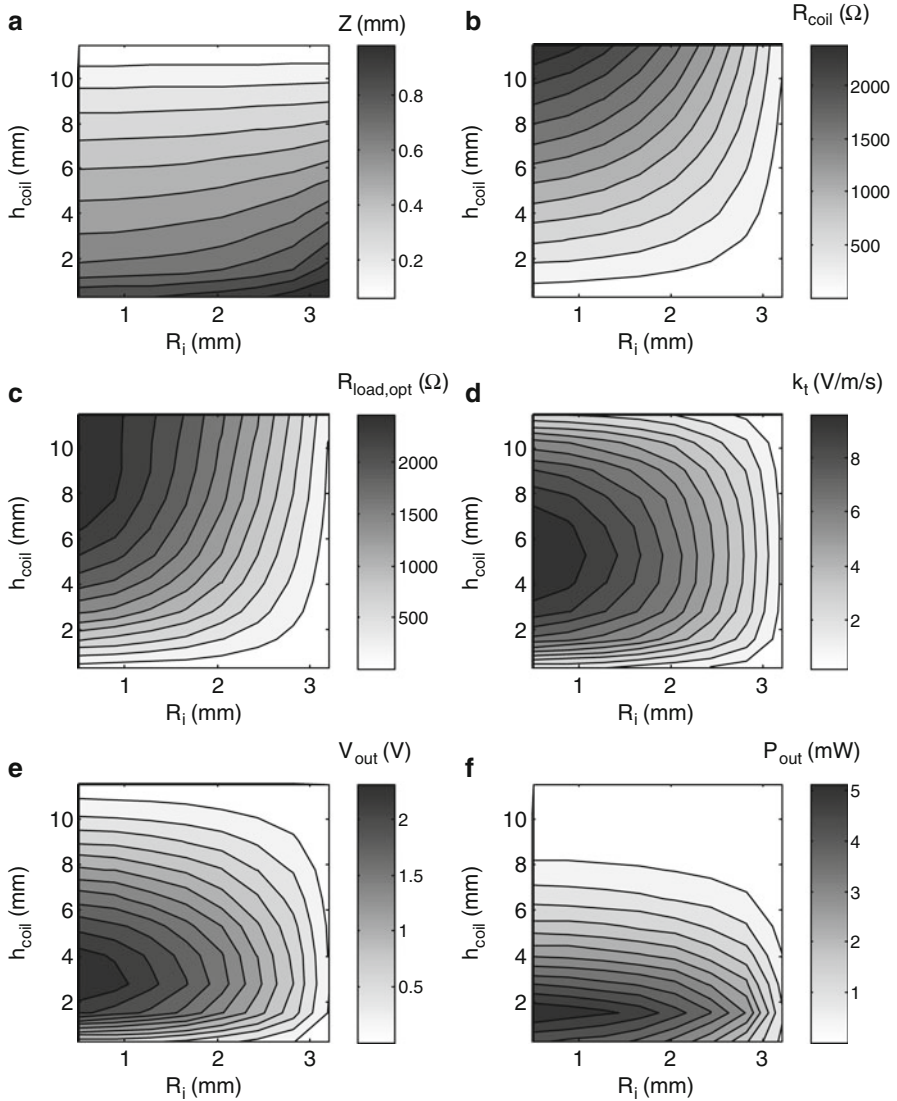 a
Z (mm)
10
8
6
4
2
h_coil (mm)
1 2 3
R_i (mm)
0.8
0.6
0.4
0.2
b
R_coil (Ω)
10
8
6
4
2
h_coil (mm)
1 2 3
R_i (mm)
2000
1500
1000
500
c
R_load,opt (Ω)
10
8
6
4
2
h_coil (mm)
1 2 3
R_i (mm)
2000
1500
1000
500
d
k_t (V/m/s)
10
8
6
4
2
h_coil (mm)
1 2 3
R_i (mm)
8
6
4
2
e
V_out (V)
10
8
6
4
2
h_coil (mm)
1 2 3
R_i (mm)
2
1.5
1
0.5
f
P_out (mW)
10
8
6
4
2
h_coil (mm)
1 2 3
R_i (mm)
5
4
3
2
1